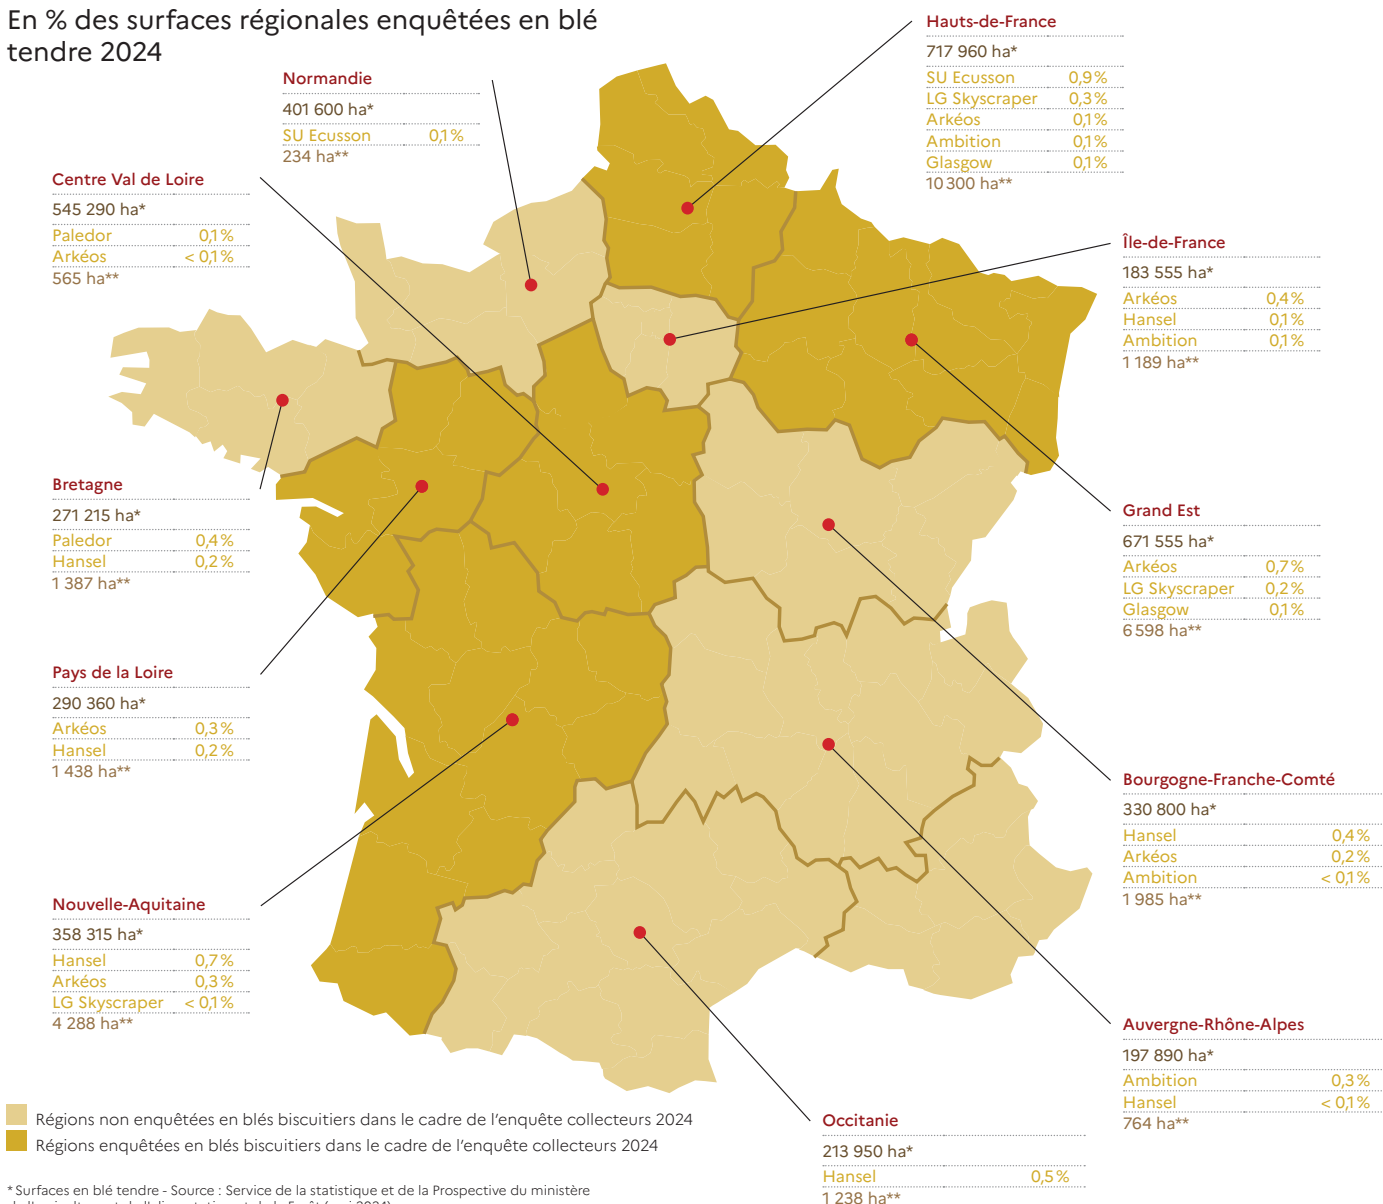 En % des surfaces régionales enquêtées en blé
tendre 2024
Normandie
401 600 ha*
SU Ecusson 0,1%
234 ha**
Hauts-de-France
717 960 ha*
SU Ecusson 0,9%
LG Skyscraper 0,3%
Arkéos 0,1%
Ambition 0,1%
Glasgow 0,1%
10 300 ha**
Centre Val de Loire
545 290 ha*
Paledor 0,1%
Arkéos < 0,1%
565 ha**
Île-de-France
183 555 ha*
Arkéos 0,4%
Hansel 0,1%
Ambition 0,1%
1 189 ha**
Bretagne
271 215 ha*
Paledor 0,4%
Hansel 0,2%
1 387 ha**
Grand Est
671 555 ha*
Arkéos 0,7%
LG Skyscraper 0,2%
Glasgow 0,1%
6 598 ha**
Pays de la Loire
290 360 ha*
Arkéos 0,3%
Hansel 0,2%
1 438 ha**
Bourgogne-Franche-Comté
330 800 ha*
Hansel 0,4%
Arkéos 0,2%
Ambition < 0,1%
1 985 ha**
Nouvelle-Aquitaine
358 315 ha*
Hansel 0,7%
Arkéos 0,3%
LG Skyscraper < 0,1%
4 288 ha**
Auvergne-Rhône-Alpes
197 890 ha*
Ambition 0,3%
Hansel < 0,1%
764 ha**
Occitanie
213 950 ha*
Hansel 0,5%
1 238 ha**
Régions non enquêtées en blés biscuitiers dans le cadre de l'enquête collecteurs 2024
Régions enquêtées en blés biscuitiers dans le cadre de l'enquête collecteurs 2024
* Surfaces en blé tendre - Source : Service de la statistique et de la Prospective du ministère